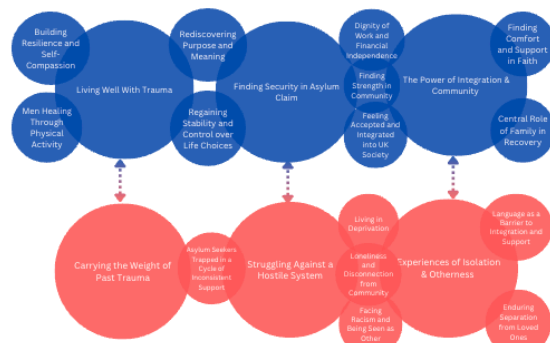 Building
Resilience and
Self-
Compassion
Men Healing
Through
Physical
Activity
Living Well With Trauma
Rediscovering
Purpose and
Meaning
Regaining
Stability and
Control over
Life Choices
Finding Security in Asylum
Claim
Dignity of
Work and
Financial
Independence
Finding
Strength in
Community
Feeling
Accepted and
Integrated
into UK
Society
The Power of Integration &
Community
Finding
Comfort
and Support
in Faith
Central Role
of Family in
Recovery
Carrying the Weight of
Past Trauma
Asylum Seekers
Trapped in a
Cycle of
Inconsistent
Support
Struggling Against a
Hostile System
Living in
Deprivation
Loneliness
and
Disconnection
from
Community
Facing
Racism and
Being Seen as
Other
Experiences of Isolation
& Otherness
Language as a
Barrier to
Integration and
Support
Enduring
Separation
from Loved
Ones